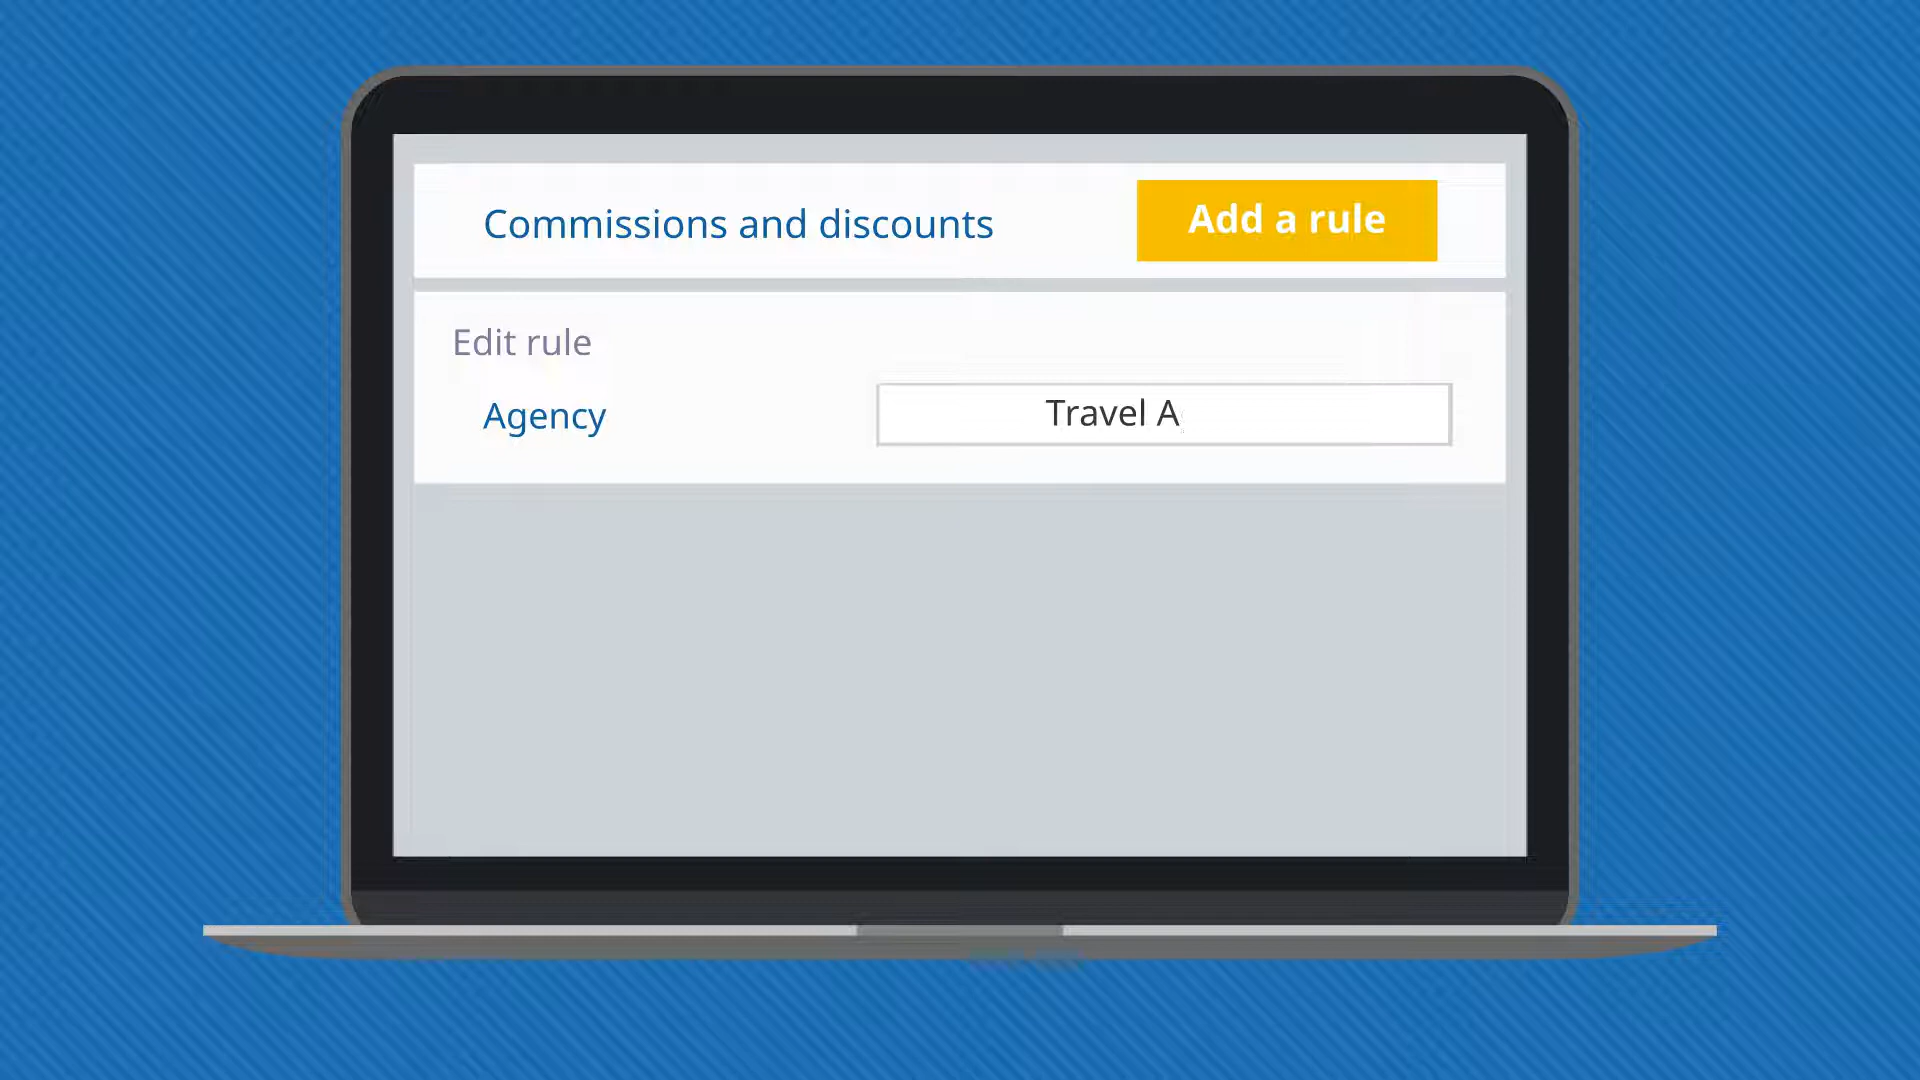 Commissions and discounts
Add a rule
Edit rule
Agency
Travel A